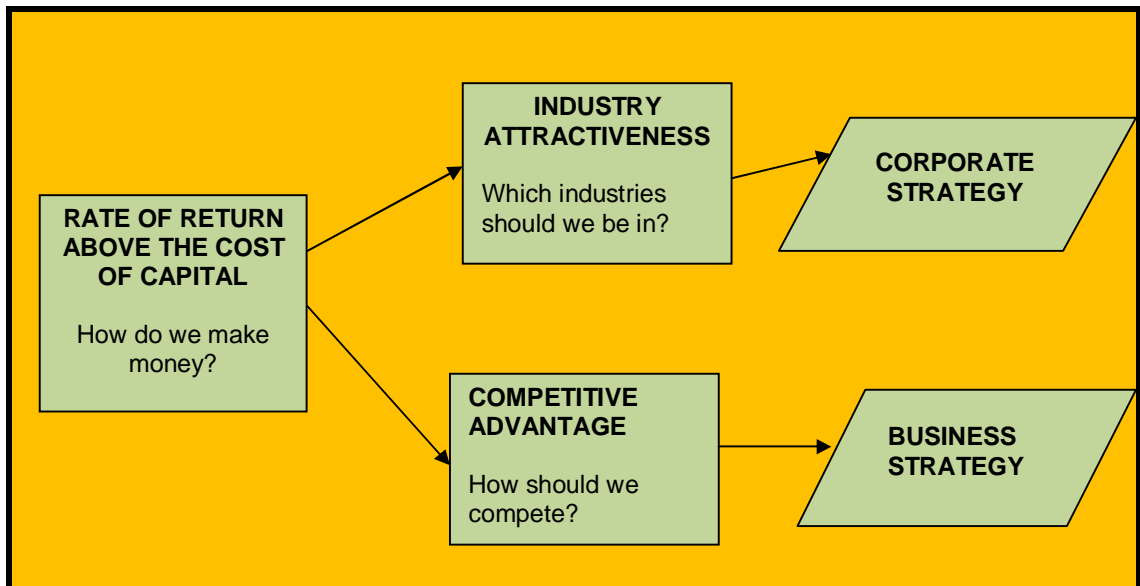 RATE OF RETURN
ABOVE THE COST
OF CAPITAL
How do we make
money?
INDUSTRY
ATTRACTIVENESS
Which industries
should we be in?
CORPORATE
STRATEGY
COMPETITIVE
ADVANTAGE
How should we
compete?
BUSINESS
STRATEGY